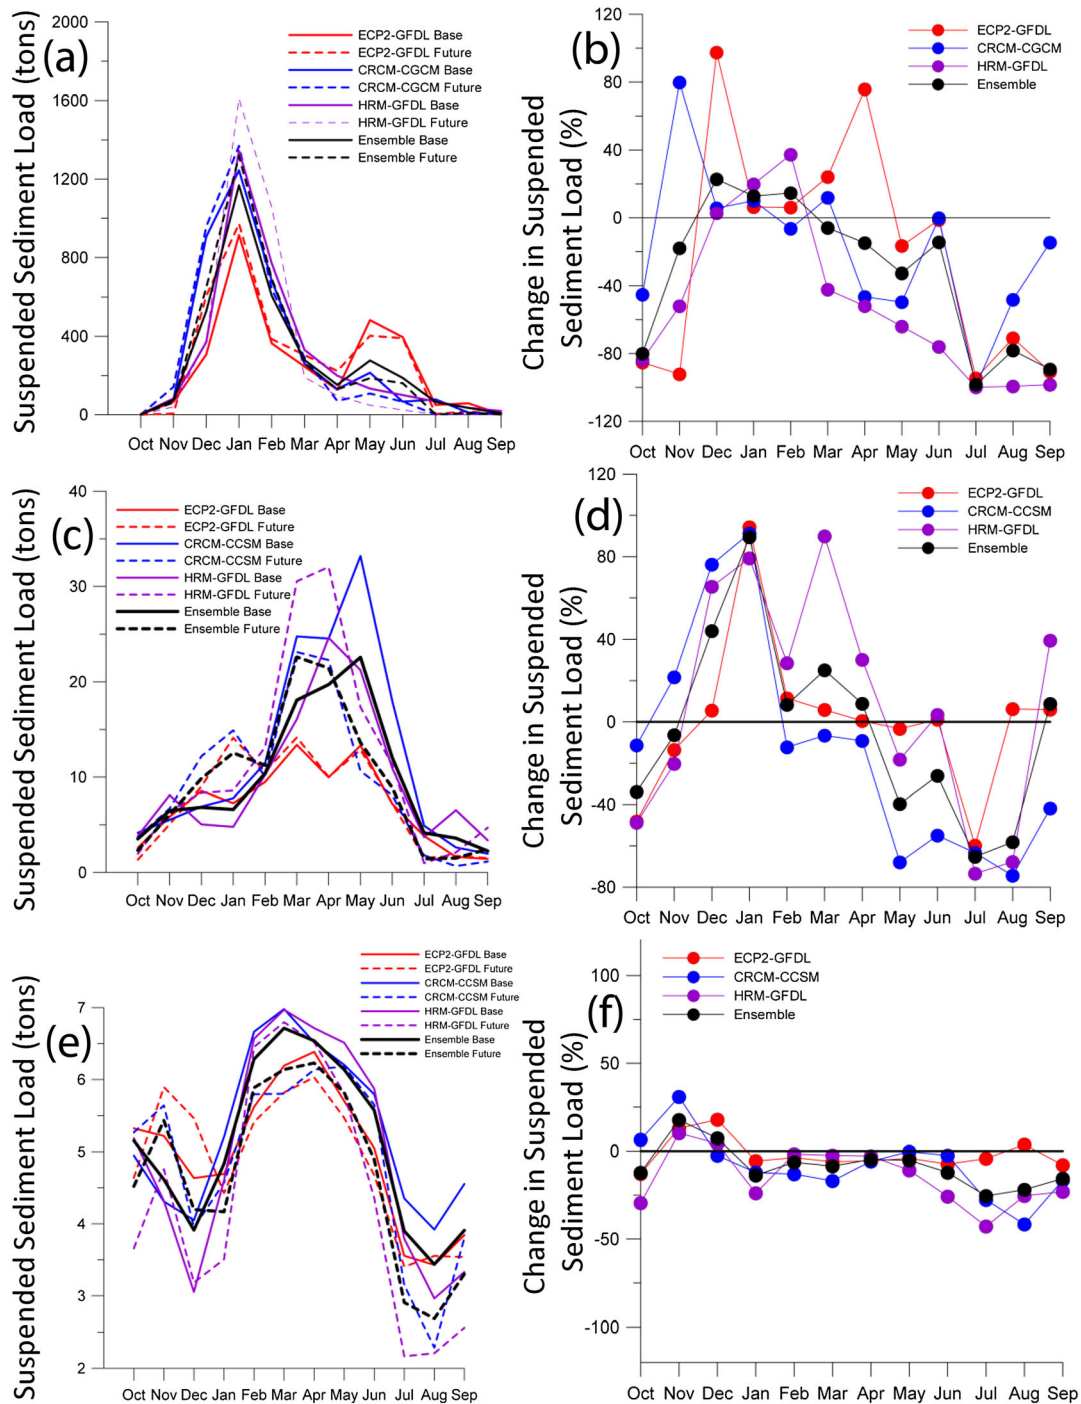 Suspended Sediment Load (tons)
2000
1600
1200
800
400
0
(a)
ECP2-GFDL Base
ECP2-GFDL Future
CRCM-CGCM Base
CRCM-CGCM Future
HRM-GFDL Base
HRM-GFDL Future
Ensemble Base
Ensemble Future
Oct Nov Dec Jan Feb Mar Apr May Jun Jul Aug Sep
Change in Suspended
Sediment Load (%)
120
80
40
0
-40
-80
-120
(b)
ECP2-GFDL
CRCM-CGCM
HRM-GFDL
Ensemble
Oct Nov Dec Jan Feb Mar Apr May Jun Jul Aug Sep
Suspended Sediment Load (tons)
40
30
20
10
0
(c)
ECP2-GFDL Base
ECP2-GFDL Future
CRCM-CCSM Base
CRCM-CCSM Future
HRM-GFDL Base
HRM-GFDL Future
Ensemble Base
Ensemble Future
Oct Nov Dec Jan Feb Mar Apr May Jun Jul Aug Sep
Change in Suspended
Sediment Load (%)
120
80
40
0
-40
-80
(d)
ECP2-GFDL
CRCM-CCSM
HRM-GFDL
Ensemble
Oct Nov Dec Jan Feb Mar Apr May Jun Jul Aug Sep
Suspended Sediment Load (tons)
7
6
5
4
3
2
(e)
ECP2-GFDL Base
ECP2-GFDL Future
CRCM-CCSM Base
CRCM-CCSM Future
HRM-GFDL Base
HRM-GFDL Future
Ensemble Base
Ensemble Future
Oct Nov Dec Jan Feb Mar Apr May Jun Jul Aug Sep
Change in Suspended
Sediment Load (%)
100
50
0
-50
-100
(f)
ECP2-GFDL
CRCM-CCSM
HRM-GFDL
Ensemble
Oct Nov Dec Jan Feb Mar Apr May Jun Jul Aug Sep